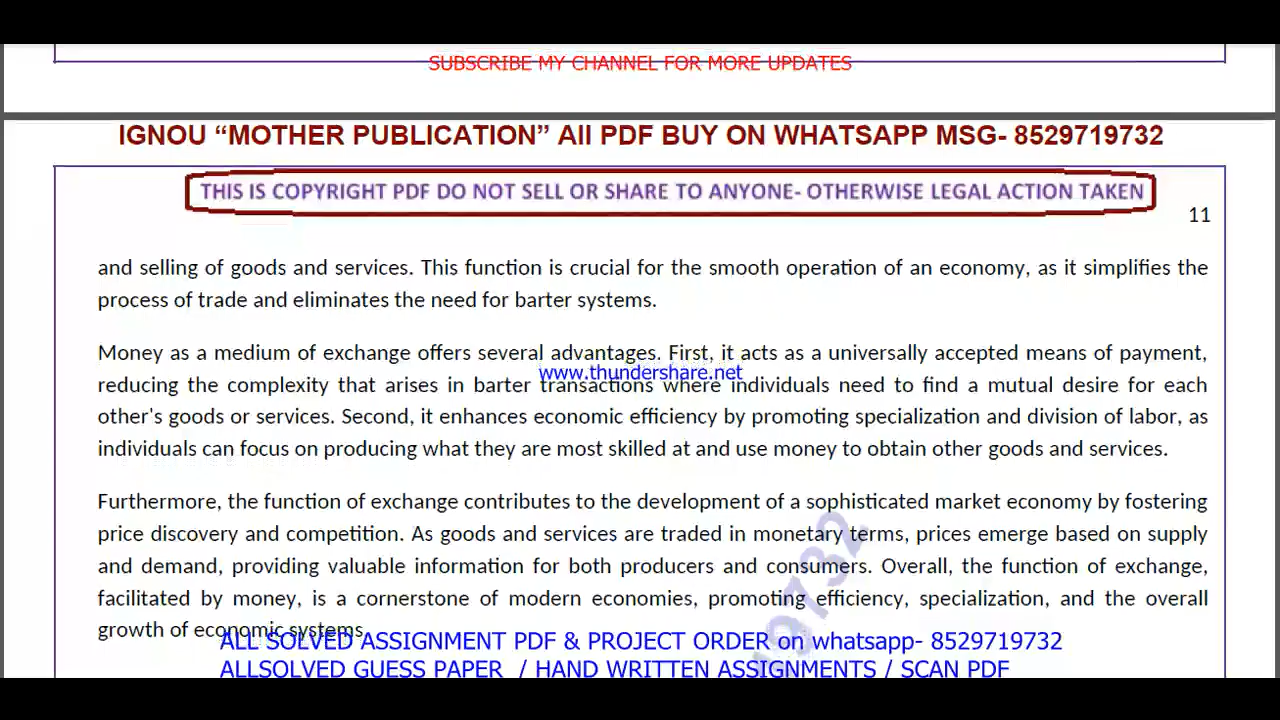 SUBSCRIBE MY CHANNEL FOR MORE UPDATES
IGNOU “MOTHER PUBLICATION” All PDF BUY ON WHATSAPP MSG- 8529719732
THIS IS COPYRIGHT PDF DO NOT SELL OR SHARE TO ANYONE- OTHERWISE LEGAL ACTION TAKEN
11
and selling of goods and services. This function is crucial for the smooth operation of an economy, as it simplifies the
process of trade and eliminates the need for barter systems.
Money as a medium of exchange offers several advantages. First, it acts as a universally accepted means of payment,
www.thundershare.net
reducing the complexity that arises in barter transactions where individuals need to find a mutual desire for each
other's goods or services. Second, it enhances economic efficiency by promoting specialization and division of labor, as
individuals can focus on producing what they are most skilled at and use money to obtain other goods and services.
Furthermore, the function of exchange contributes to the development of a sophisticated market economy by fostering
price discovery and competition. As goods and services are traded in monetary terms, prices emerge based on supply
and demand, providing valuable information for both producers and consumers. Overall, the function of exchange,
facilitated by money, is a cornerstone of modern economies, promoting efficiency, specialization, and the overall
growth of economic systems.
19732
ALL SOLVED ASSIGNMENT PDF & PROJECT ORDER on whatsapp- 8529719732
ALLSOLVED GUESS PAPER / HAND WRITTEN ASSIGNMENTS / SCAN PDF